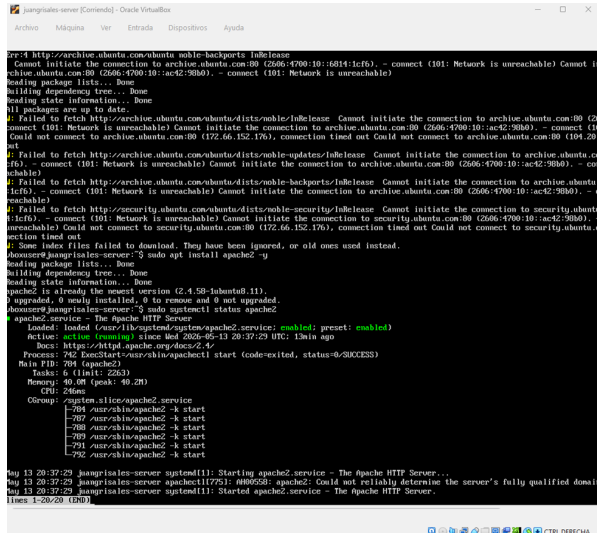 juangrisales-server [Corriendo] - Oracle VirtualBox
Archivo Máquina Ver Entrada Dispositivos Ayuda
Err:4 http://archive.ubuntu.com/ubuntu noble-backports InRelease
Cannot initiate the connection to archive.ubuntu.com:80 (2606:4700:10::6814:1cf6). - connect (101: Network is unreachable) Cannot i
rchive.ubuntu.com:80 (2606:4700:10::ac42:98b0). - connect (101: Network is unreachable)
Reading package lists... Done
Building dependency tree... Done
Reading state information... Done
All packages are up to date.
W: Failed to fetch http://archive.ubuntu.com/ubuntu/dists/noble/InRelease Cannot initiate the connection to archive.ubuntu.com:80 (2
connect (101: Network is unreachable) Cannot initiate the connection to archive.ubuntu.com:80 (2606:4700:10::ac42:98b0). - connect (1
Could not connect to archive.ubuntu.com:80 (172.66.152.176), connection timed out Could not connect to archive.ubuntu.com:80 (104.20
out
W: Failed to fetch http://archive.ubuntu.com/ubuntu/dists/noble-updates/InRelease Cannot initiate the connection to archive.ubuntu.c
cf6). - connect (101: Network is unreachable) Cannot initiate the connection to archive.ubuntu.com:80 (2606:4700:10::ac42:98b0). - co
achable)
W: Failed to fetch http://archive.ubuntu.com/ubuntu/dists/noble-backports/InRelease Cannot initiate the connection to archive.ubuntu
:1cf6). - connect (101: Network is unreachable) Cannot initiate the connection to archive.ubuntu.com:80 (2606:4700:10::ac42:98b0). -
reachable)
W: Failed to fetch http://security.ubuntu.com/ubuntu/dists/noble-security/InRelease Cannot initiate the connection to security.ubunt
4:1cf6). - connect (101: Network is unreachable) Cannot initiate the connection to security.ubuntu.com:80 (2606:4700:10::ac42:98b0).
unreachable) Could not connect to security.ubuntu.com:80 (172.66.152.176), connection timed out Could not connect to security.ubuntu.c
nection timed out
W: Some index files failed to download. They have been ignored, or old ones used instead.
vboxuser@juangrisales-server:~$ sudo apt install apache2 -y
Reading package lists... Done
Building dependency tree... Done
Reading state information... Done
apache2 is already the newest version (2.4.58-1ubuntu8.11).
0 upgraded, 0 newly installed, 0 to remove and 0 not upgraded.
vboxuser@juangrisales-server:~$ sudo systemctl status apache2
● apache2.service - The Apache HTTP Server
Loaded: loaded (/usr/lib/systemd/system/apache2.service; enabled; preset: enabled)
Active: active (running) since Wed 2026-05-13 20:37:29 UTC; 13min ago
Docs: https://httpd.apache.org/docs/2.4/
Process: 742 ExecStart=/usr/sbin/apachectl start (code=exited, status=0/SUCCESS)
Main PID: 784 (apache2)
Tasks: 6 (limit: 2263)
Memory: 40.0M (peak: 40.2M)
CPU: 246ms
CGroup: /system.slice/apache2.service
├─784 /usr/sbin/apache2 -k start
├─787 /usr/sbin/apache2 -k start
├─788 /usr/sbin/apache2 -k start
├─789 /usr/sbin/apache2 -k start
├─791 /usr/sbin/apache2 -k start
└─792 /usr/sbin/apache2 -k start
May 13 20:37:29 juangrisales-server systemd[1]: Starting apache2.service - The Apache HTTP Server...
May 13 20:37:29 juangrisales-server apachectl[775]: AH00558: apache2: Could not reliably determine the server's fully qualified domai
May 13 20:37:29 juangrisales-server systemd[1]: Started apache2.service - The Apache HTTP Server.
lines 1-20/20 (END)
CTRL DERECHA